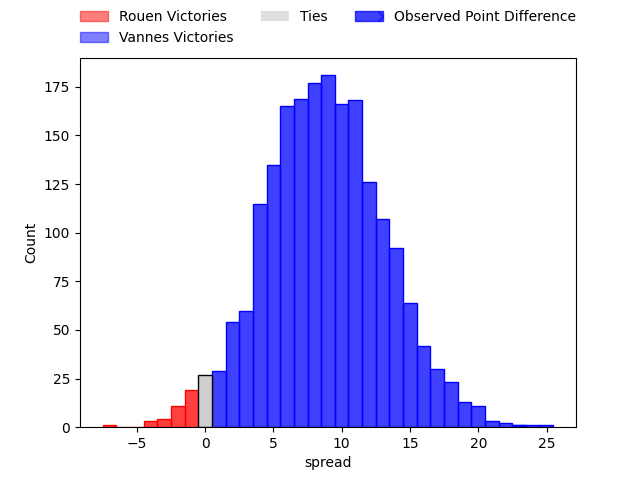 Rouen Victories
Vannes Victories
Ties
Observed Point Difference
175
150
125
100
75
50
25
0
Count
−5
0
5
10
15
20
25
spread